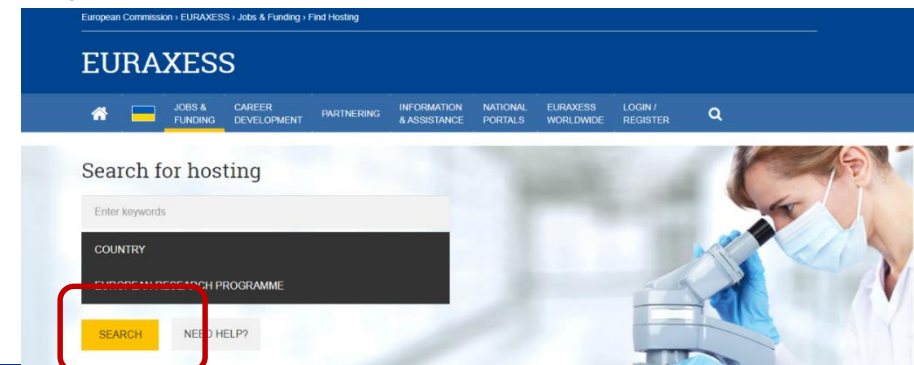 European Commission › EURAXESS › Jobs & Funding › Find Hosting
EURAXESS
JOBS & FUNDING
CAREER DEVELOPMENT
PARTNERING
INFORMATION & ASSISTANCE
NATIONAL PORTALS
EURAXESS WORLDWIDE
LOGIN / REGISTER
Search for hosting
Enter keywords
COUNTRY
EUROPEAN RESEARCH PROGRAMME
SEARCH
NEED HELP?